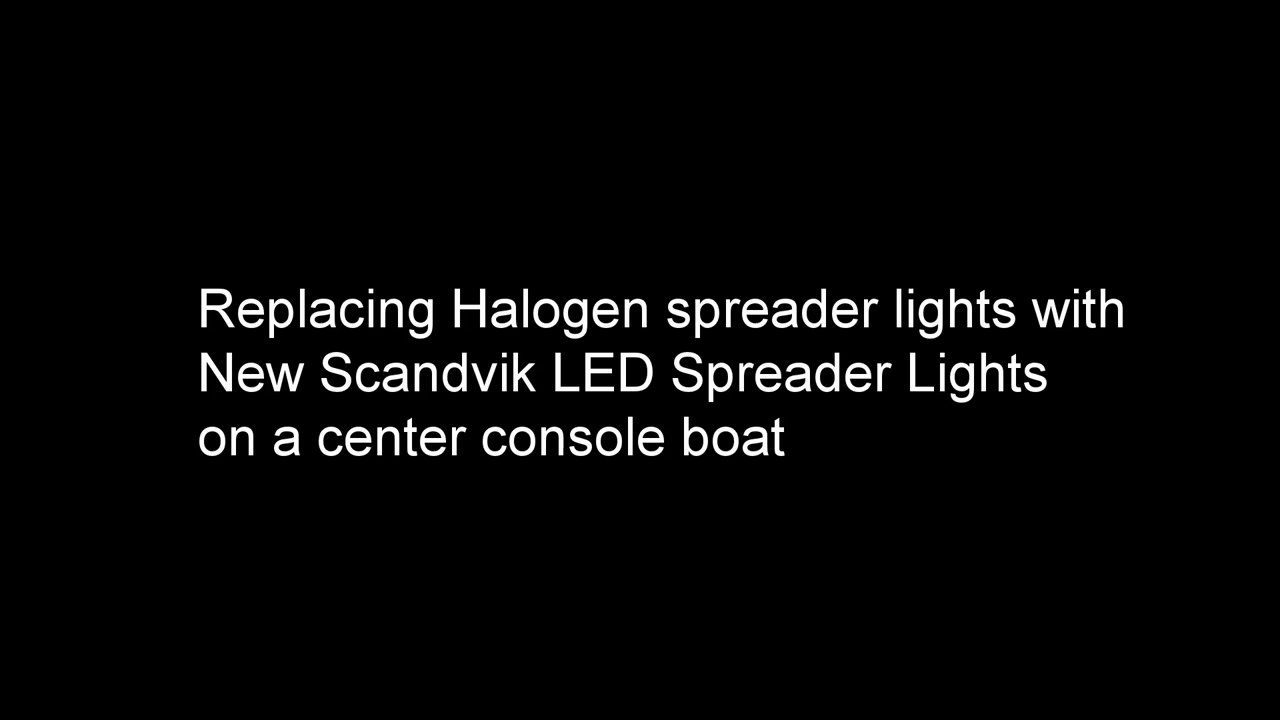 Replacing Halogen spreader lights with
New Scandvik LED Spreader Lights
on a center console boat